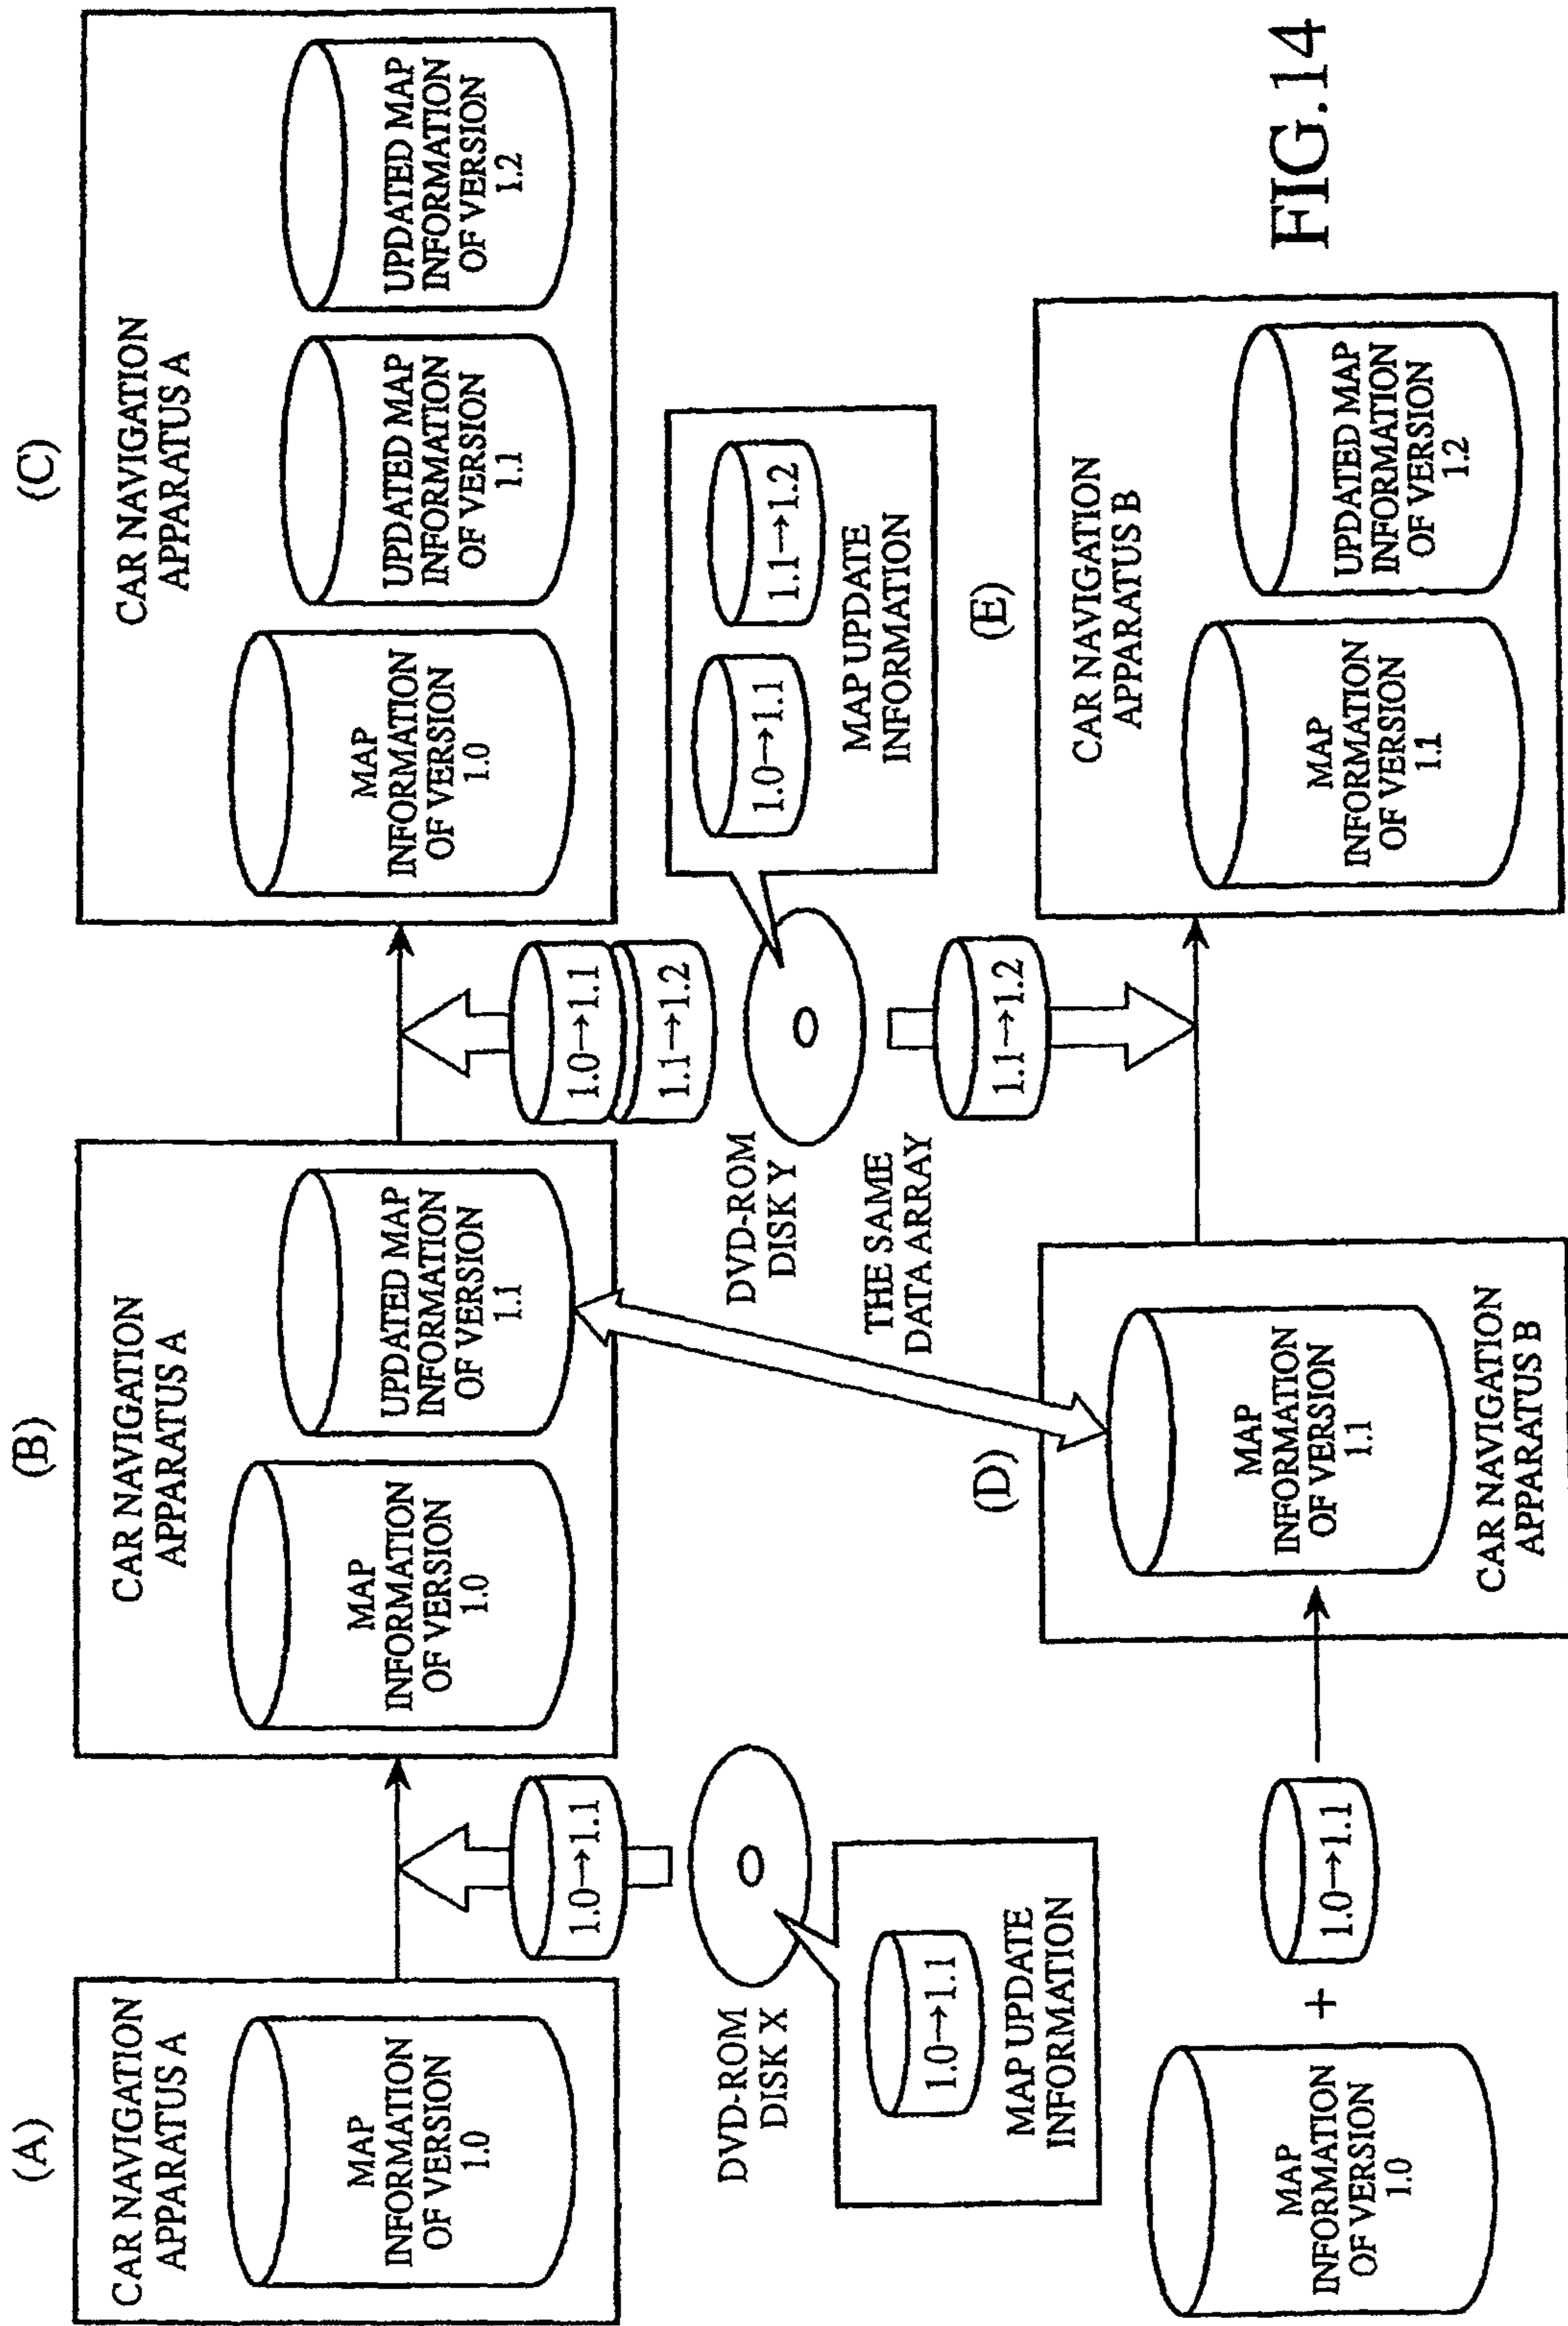 (A)
CAR NAVIGATION
APPARATUS A
MAP
INFORMATION
OF VERSION
1.0
1.0→1.1
DVD-ROM
DISK X
1.0→1.1
MAP UPDATE
INFORMATION
(B)
CAR NAVIGATION
APPARATUS A
MAP
INFORMATION
OF VERSION
1.0
UPDATED MAP
INFORMATION
OF VERSION
1.1
1.0→1.1
1.1→1.2
DVD-ROM
DISK Y
1.0→1.1
1.1→1.2
MAP UPDATE
INFORMATION
(C)
CAR NAVIGATION
APPARATUS A
MAP
INFORMATION
OF VERSION
1.0
UPDATED MAP
INFORMATION
OF VERSION
1.1
UPDATED MAP
INFORMATION
OF VERSION
1.2
MAP
INFORMATION
OF VERSION
1.0
+
1.0→1.1
(D)
MAP
INFORMATION
OF VERSION
1.1
CAR NAVIGATION
APPARATUS B
THE SAME
DATA ARRAY
1.1→1.2
(E)
CAR NAVIGATION
APPARATUS B
MAP
INFORMATION
OF VERSION
1.1
UPDATED MAP
INFORMATION
OF VERSION
1.2
FIG.14